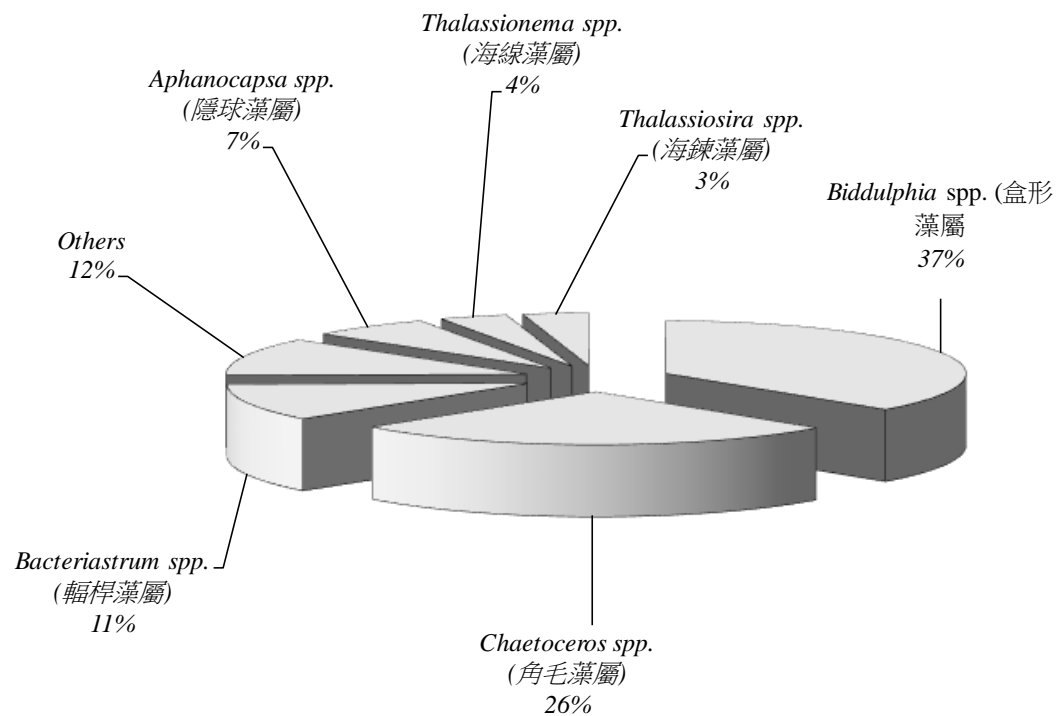 Thalassionema spp.
(海線藻屬)
4%
Aphanocapsa spp.
(隱球藻屬)
7%
Thalassiosira spp.
(海鍊藻屬)
3%
Biddulphia spp. (盒形
藻屬
37%
Others
12%
Bacteriastrum spp.
(輻桿藻屬)
11%
Chaetoceros spp.
(角毛藻屬)
26%